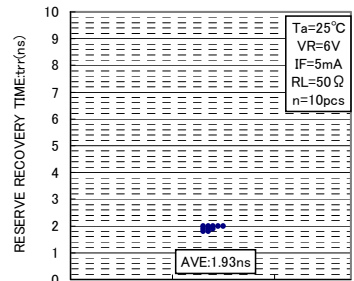 RESERVE RECOVERY TIME:trr(ns)
10
9
8
7
6
5
4
3
2
1
0
Ta=25℃
VR=6V
IF=5mA
RL=50Ω
n=10pcs
AVE:1.93ns